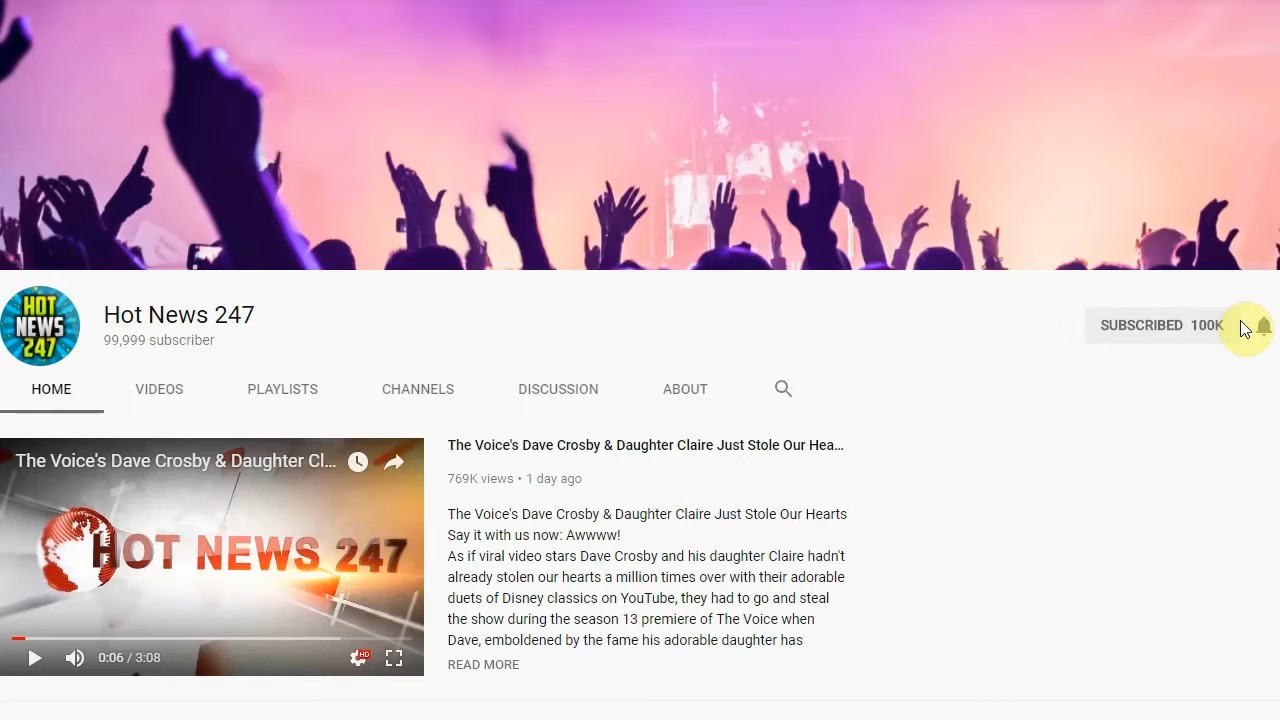 Hot News 247
99,999 subscriber
SUBSCRIBED 100K
HOT
NEWS
247
HOME VIDEOS PLAYLISTS CHANNELS DISCUSSION ABOUT
The Voice's Dave Crosby & Daughter Cl...
HOT NEWS 247
HD
0:06 / 3:08
The Voice's Dave Crosby & Daughter Claire Just Stole Our Hea...
769K views • 1 day ago
The Voice's Dave Crosby & Daughter Claire Just Stole Our Hearts
Say it with us now: Awwww!
As if viral video stars Dave Crosby and his daughter Claire hadn't
already stolen our hearts a million times over with their adorable
duets of Disney classics on YouTube, they had to go and steal
the show during the season 13 premiere of The Voice when
Dave, emboldened by the fame his adorable daughter has
READ MORE